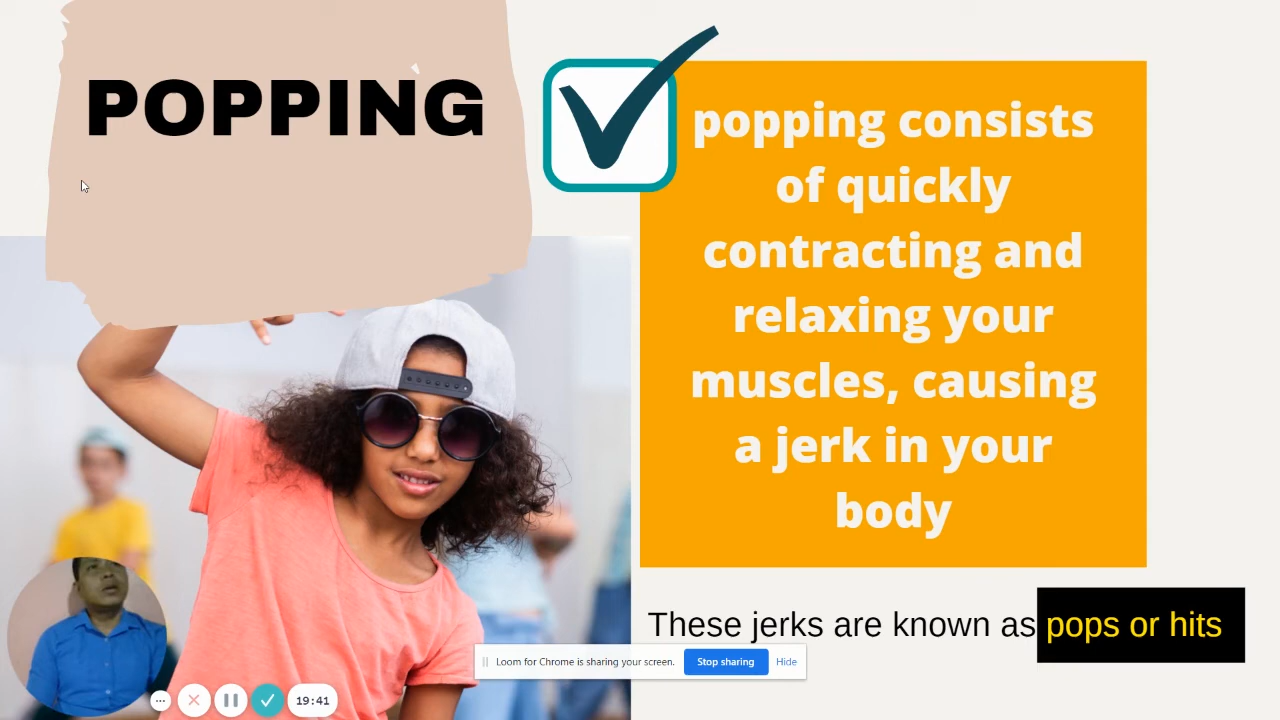 POPPING
popping consists
of quickly
contracting and
relaxing your
muscles, causing
a jerk in your
body
These jerks are known as pops or hits
Loom for Chrome is sharing your screen. Stop sharing Hide
19:41